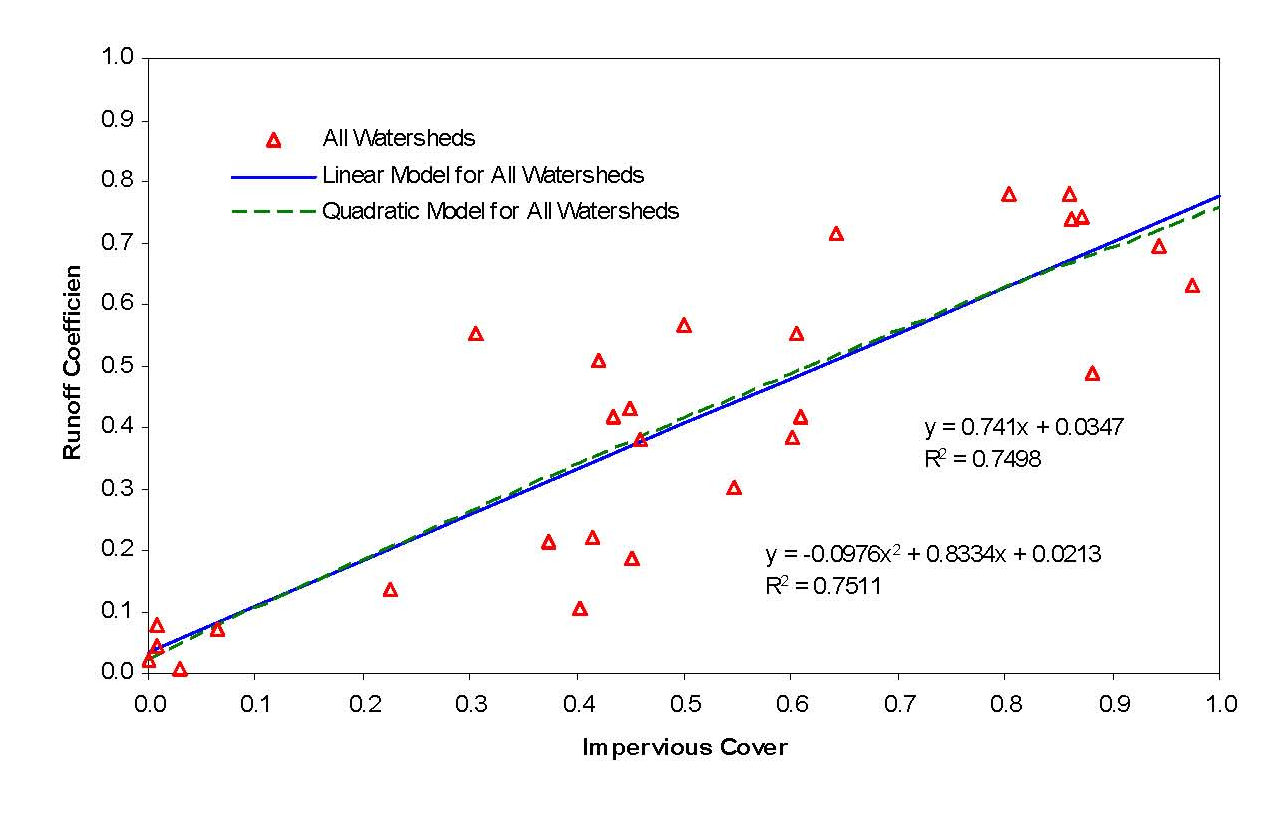 1.0
0.9
0.8
0.7
0.6
0.5
0.4
0.3
0.2
0.1
0.0
Runoff Coefficien
All Watersheds
Linear Model for All Watersheds
Quadratic Model for All Watersheds
y = 0.741x + 0.0347
R² = 0.7498
y = -0.0976x² + 0.8334x + 0.0213
R² = 0.7511
0.0 0.1 0.2 0.3 0.4 0.5 0.6 0.7 0.8 0.9 1.0
Impervious Cover